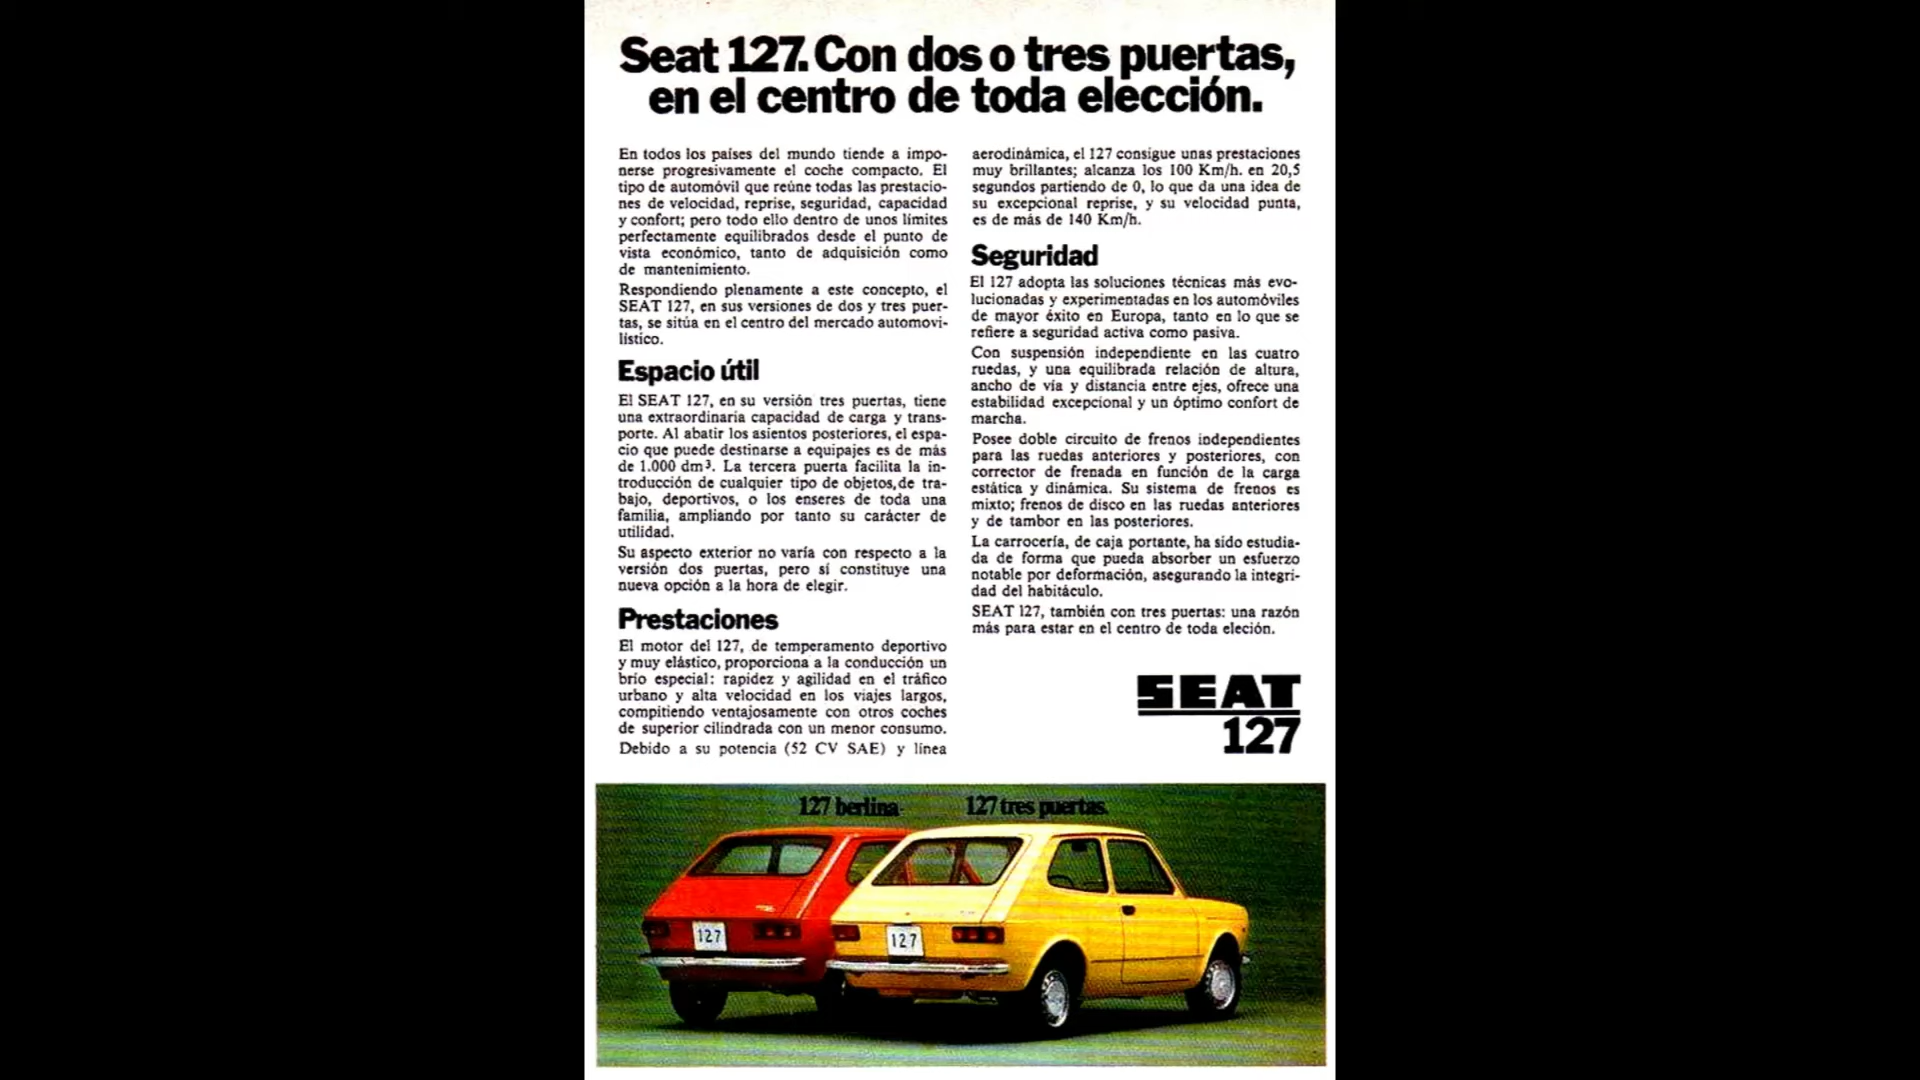 Seat 127. Con dos o tres puertas,
en el centro de toda elección.
En todos los países del mundo tiende a impo-
nerse progresivamente el coche compacto. El
tipo de automóvil que reúne todas las prestacio-
nes de velocidad, reprise, seguridad, capacidad
y confort; pero todo ello dentro de unos límites
perfectamente equilibrados desde el punto de
vista económico, tanto de adquisición como
de mantenimiento.
Respondiendo plenamente a este concepto, el
SEAT 127, en sus versiones de dos y tres puer-
tas, se sitúa en el centro del mercado automovi-
lístico.
Espacio útil
El SEAT 127, en su versión tres puertas, tiene
una extraordinaria capacidad de carga y trans-
porte. Al abatir los asientos posteriores, el espa-
cio que puede destinarse a equipajes es de más
de 1.000 dm³. La tercera puerta facilita la in-
troducción de cualquier tipo de objetos, de tra-
bajo, deportivos, o los enseres de toda una
familia, ampliando por tanto su carácter de
utilidad.
Su aspecto exterior no varía con respecto a la
versión dos puertas, pero sí constituye una
nueva opción a la hora de elegir.
Prestaciones
El motor del 127, de temperamento deportivo
y muy elástico, proporciona a la conducción un
brío especial: rapidez y agilidad en el tráfico
urbano y alta velocidad en los viajes largos,
compitiendo ventajosamente con otros coches
de superior cilindrada con un menor consumo.
Debido a su potencia (52 CV SAE) y línea
aerodinámica, el 127 consigue unas prestaciones
muy brillantes; alcanza los 100 Km/h. en 20,5
segundos partiendo de 0, lo que da una idea de
su excepcional reprise, y su velocidad punta,
es de más de 140 Km/h.
Seguridad
El 127 adopta las soluciones técnicas más evo-
lucionadas y experimentadas en los automóviles
de mayor éxito en Europa, tanto en lo que se
refiere a seguridad activa como pasiva.
Con suspensión independiente en las cuatro
ruedas, y una equilibrada relación de altura,
ancho de vía y distancia entre ejes, ofrece una
estabilidad excepcional y un óptimo confort de
marcha.
Posee doble circuito de frenos independientes
para las ruedas anteriores y posteriores, con
corrector de frenada en función de la carga
estática y dinámica. Su sistema de frenos es
mixto; frenos de disco en las ruedas anteriores
y de tambor en las posteriores.
La carrocería, de caja portante, ha sido estudia-
da de forma que pueda absorber un esfuerzo
notable por deformación, asegurando la integri-
dad del habitáculo.
SEAT 127, también con tres puertas: una razón
más para estar en el centro de toda eleción.
SEAT
127
127 berlina
127 tres puertas
127
127